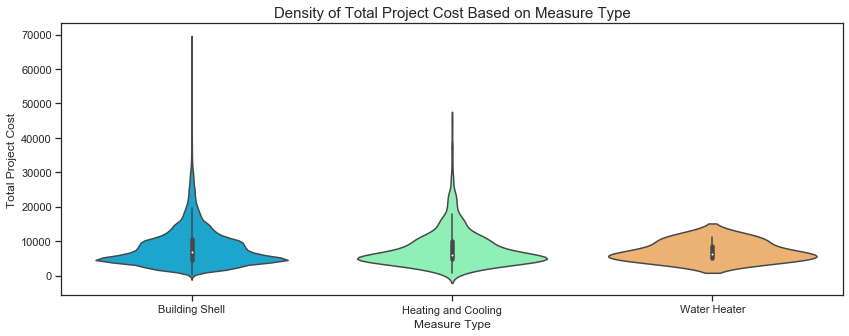 Density of Total Project Cost Based on Measure Type
70000
60000
50000
40000
30000
20000
10000
0
Total Project Cost
Building Shell
Heating and Cooling
Water Heater
Measure Type